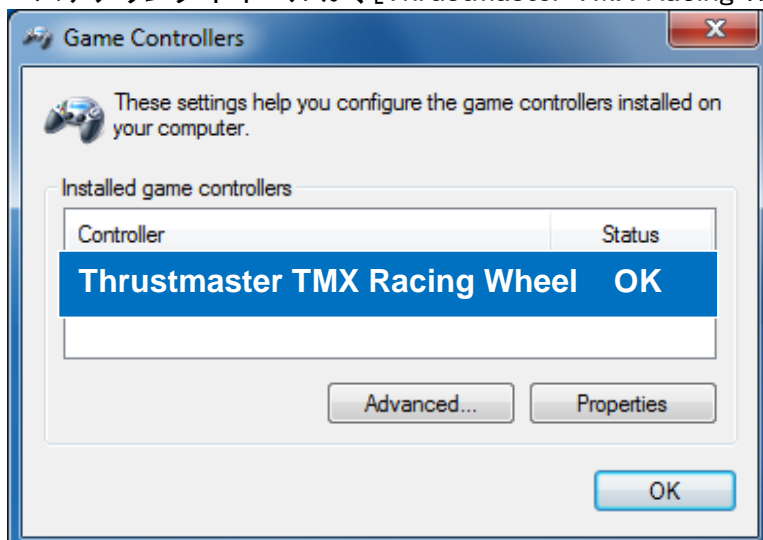 Game Controllers
These settings help you configure the game controllers installed on
your computer.
Installed game controllers
Controller Status
Thrustmaster TMX Racing Wheel OK
Advanced... Properties
OK